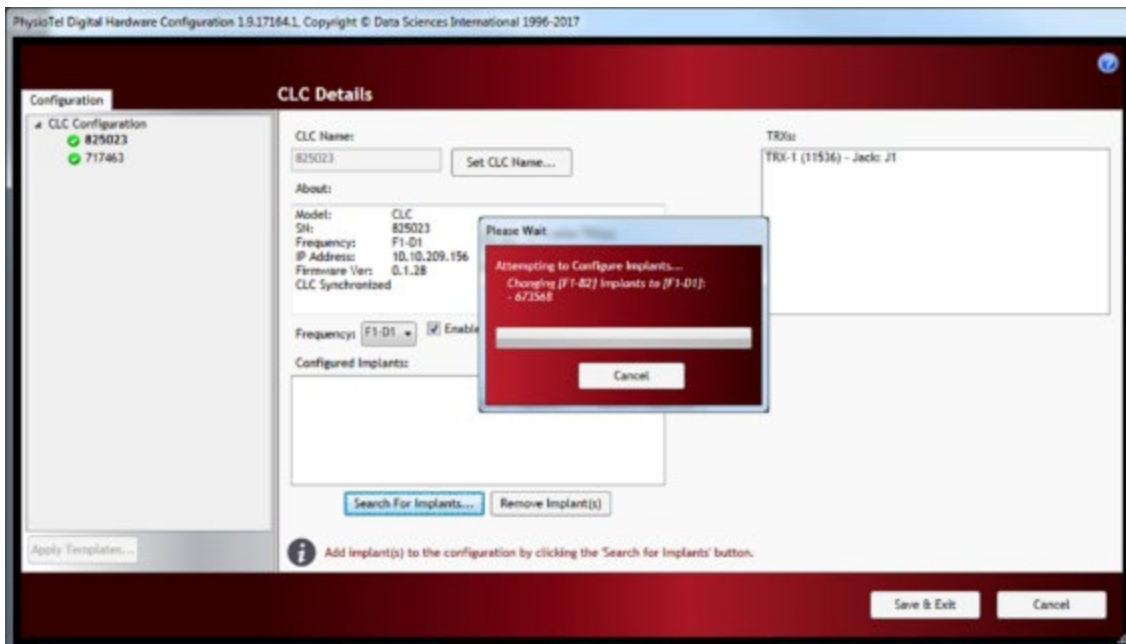 PhysioTel Digital Hardware Configuration 1.9.17164.1, Copyright © Data Sciences International 1996-2017
Configuration
CLC Details
CLC Configuration
825023
717463
CLC Name:
825023
Set CLC Name...
TRXs:
TRX-1 (11536) - Jack: J1
About:
Model: CLC
SN: 825023
Frequency: F1-D1
IP Address: 10.10.209.156
Firmware Ver: 0.1.28
CLC Synchronized
Please Wait
Attempting to Configure Implants...
Changing [F1-B2] Implants to [F1-D1]:
- 673568
Cancel
Frequency: F1-D1 Enable
Configured Implants:
Search For Implants... Remove Implant(s)
Apply Templates...
Add implant(s) to the configuration by clicking the 'Search for Implants' button.
Save & Exit Cancel